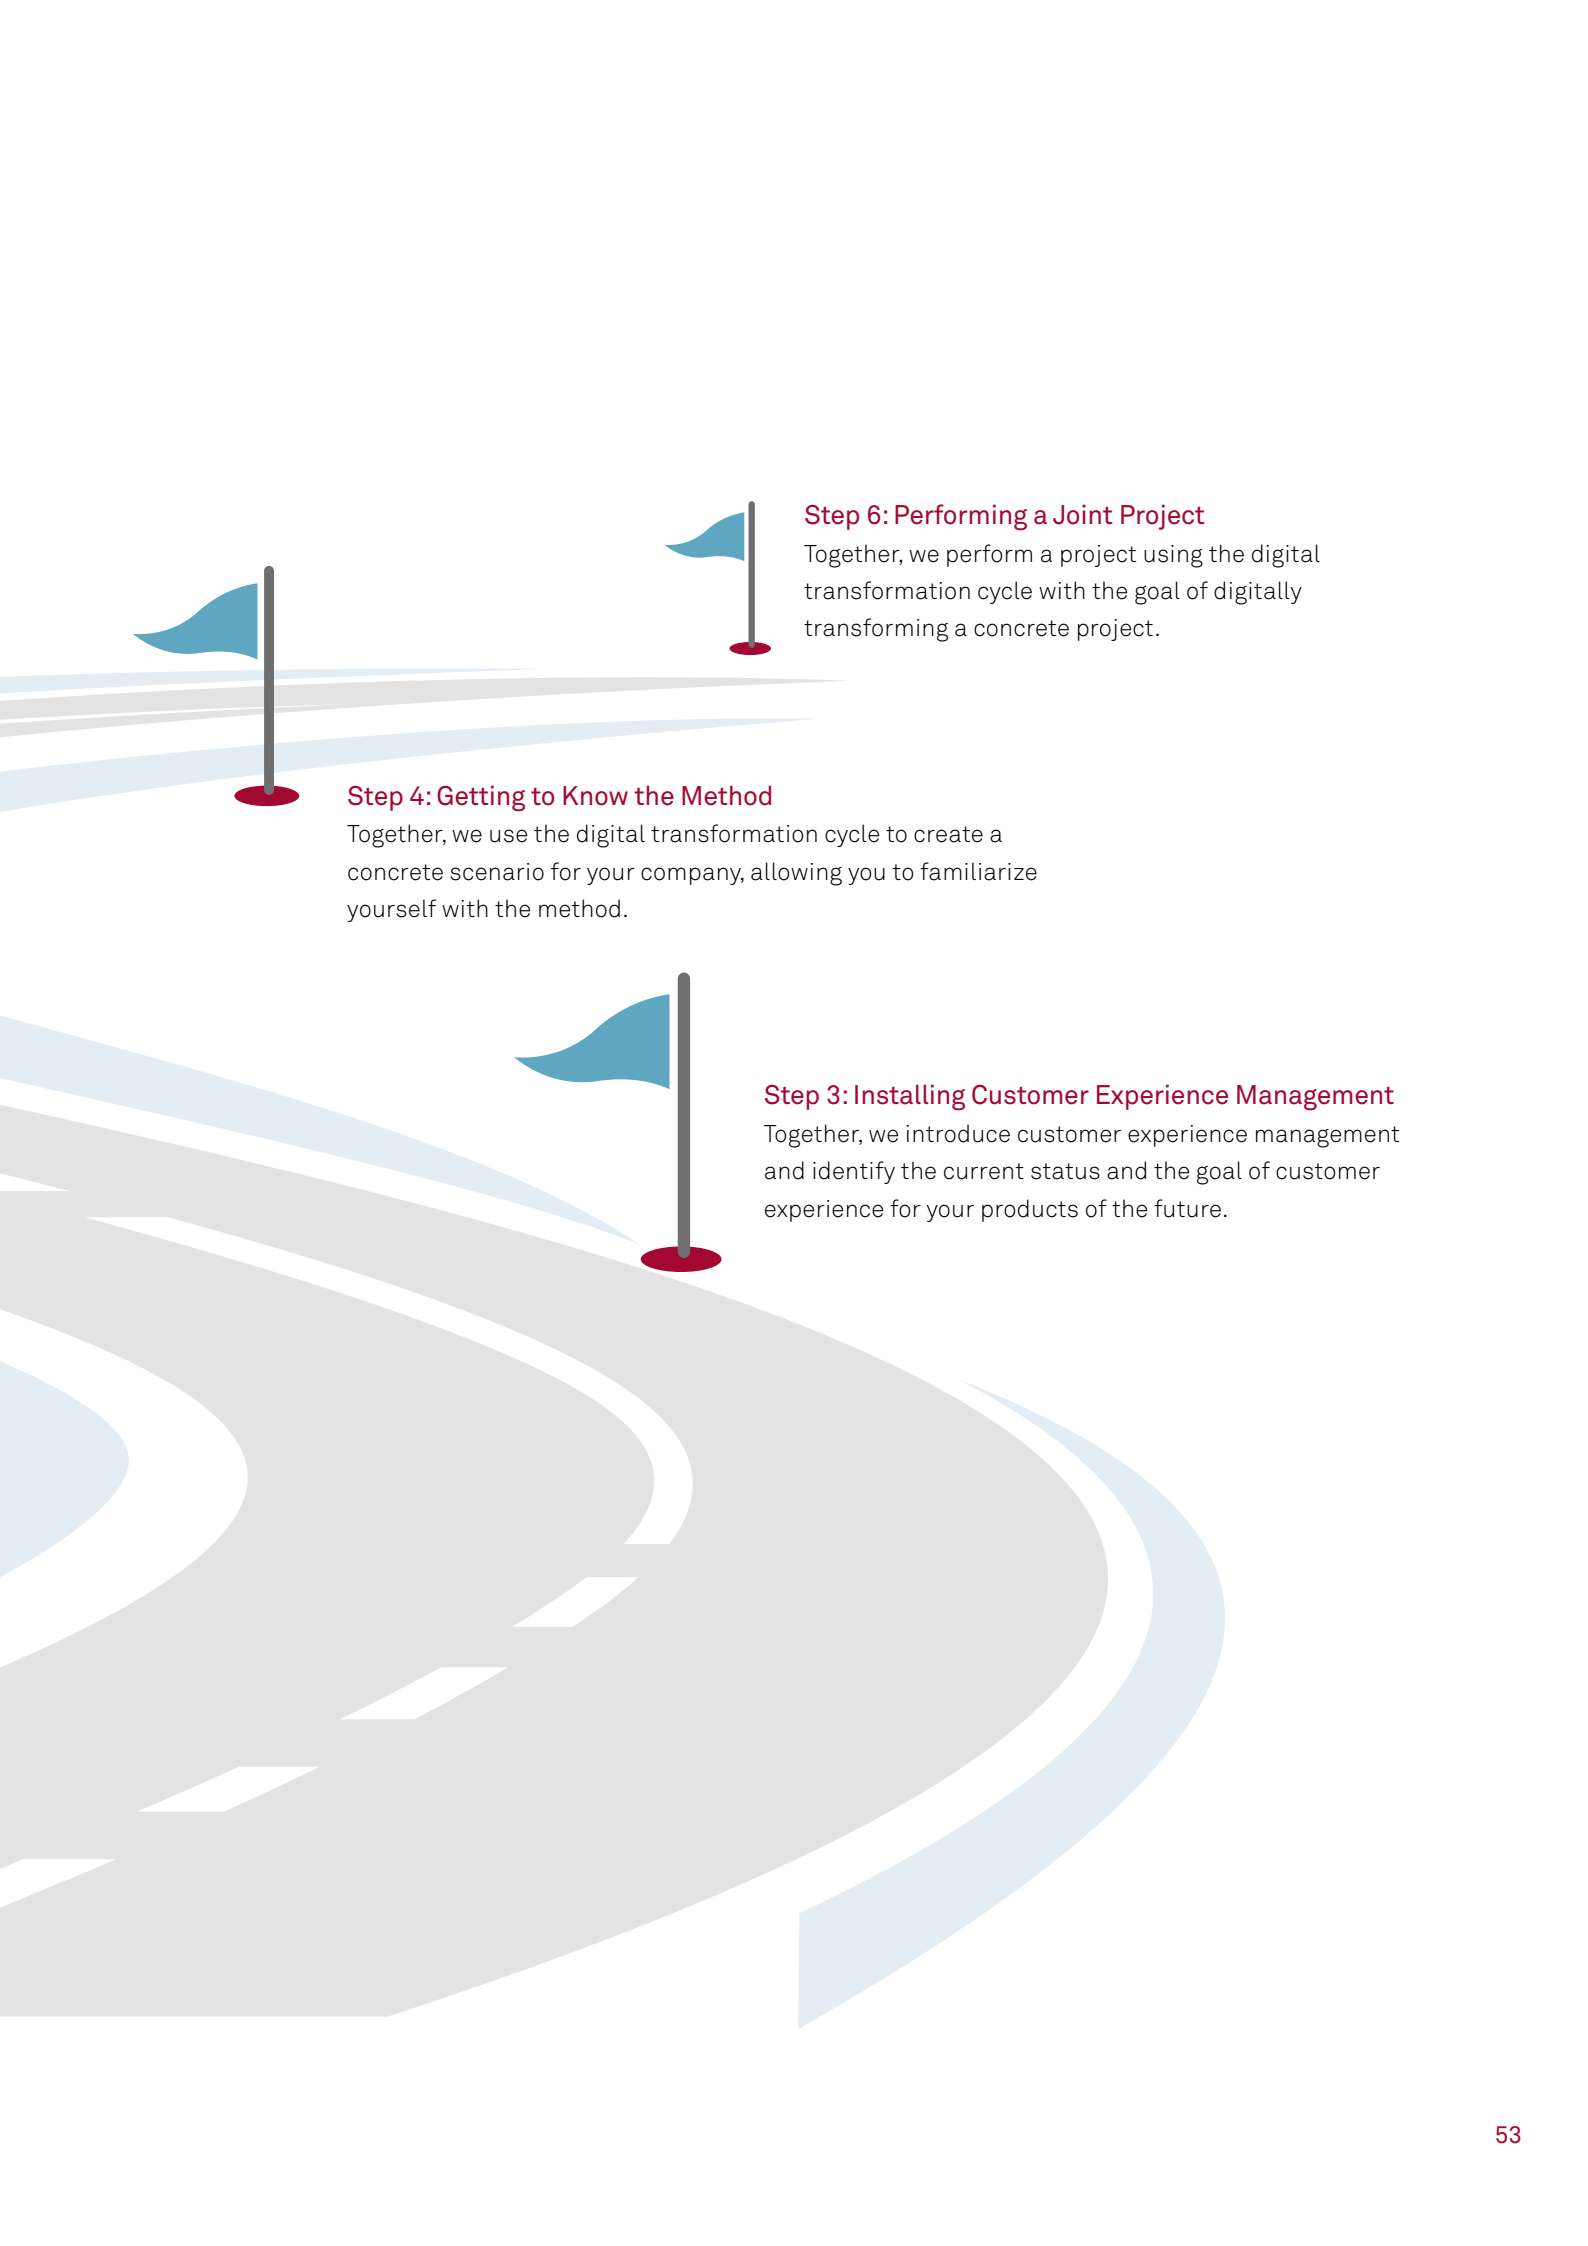 Step 6: Performing a Joint Project
Together, we perform a project using the digital
transformation cycle with the goal of digitally
transforming a concrete project.
Step 4: Getting to Know the Method
Together, we use the digital transformation cycle to create a
concrete scenario for your company, allowing you to familiarize
yourself with the method.
Step 3: Installing Customer Experience Management
Together, we introduce customer experience management
and identify the current status and the goal of customer
experience for your products of the future.
53